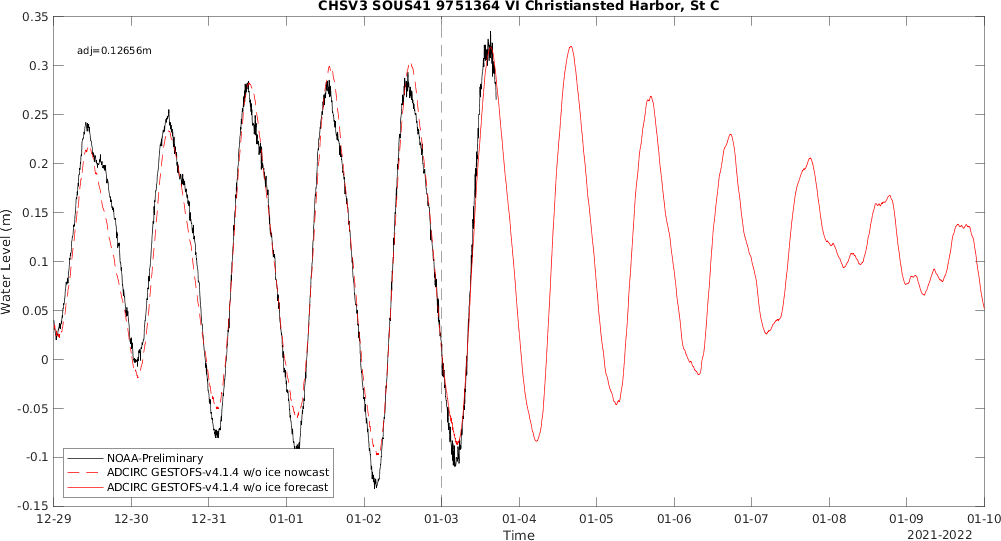 CHSV3 SOUS41 9751364 VI Christiansted Harbor, St C
adj=0.12656m
Water Level (m)
0.35
0.3
0.25
0.2
0.15
0.1
0.05
0
-0.05
-0.1
-0.15
NOAA-Preliminary
ADCIRC GESTOFS-v4.1.4 w/o ice nowcast
ADCIRC GESTOFS-v4.1.4 w/o ice forecast
12-29 12-30 12-31 01-01 01-02 01-03 01-04 01-05 01-06 01-07 01-08 01-09 01-10
Time
2021-2022